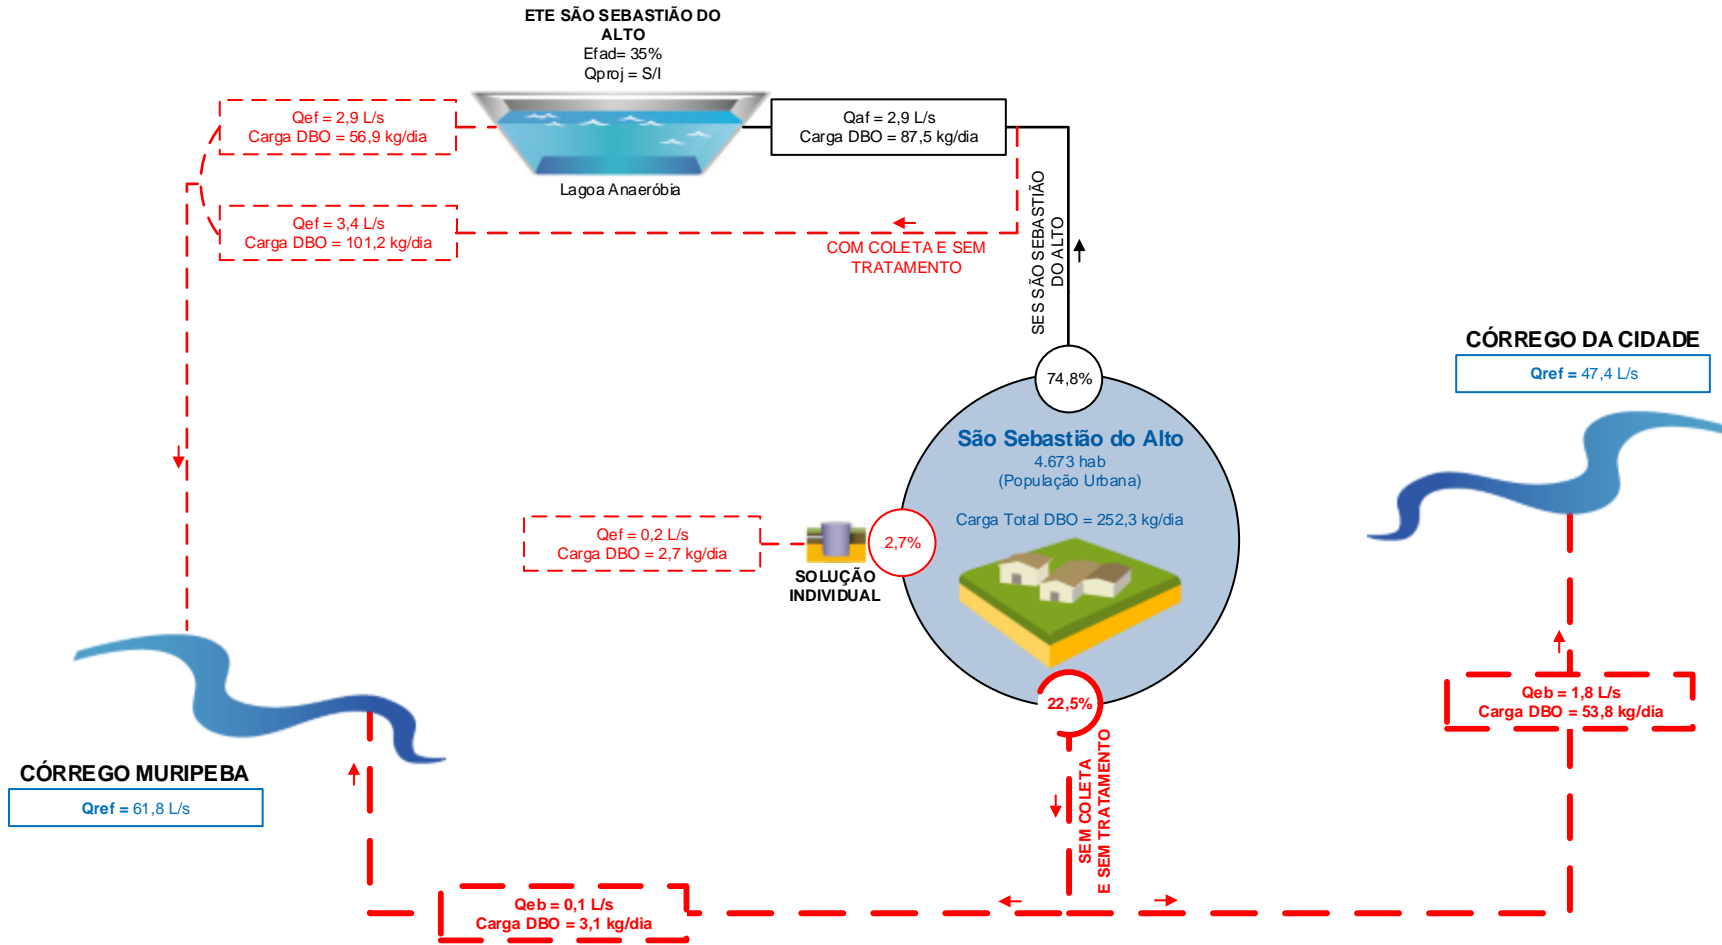 ETE SÃO SEBASTIÃO DO
ALTO
Efad= 35%
Qproj = S/I
Qef = 2,9 L/s
Carga DBO = 56,9 kg/dia
Qaf = 2,9 L/s
Carga DBO = 87,5 kg/dia
Lagoa Anaeróbia
Qef = 3,4 L/s
Carga DBO = 101,2 kg/dia
COM COLETA E SEM
TRATAMENTO
SES SÃO SEBASTIÃO
DO ALTO
CÓRREGO DA CIDADE
Qref = 47,4 L/s
74,8%
São Sebastião do Alto
4.673 hab
(População Urbana)
Carga Total DBO = 252,3 kg/dia
Qef = 0,2 L/s
Carga DBO = 2,7 kg/dia
2,7%
SOLUÇÃO
INDIVIDUAL
22,5%
Qeb = 1,8 L/s
Carga DBO = 53,8 kg/dia
SEM COLETA
E SEM TRATAMENTO
CÓRREGO MURIPEBA
Qref = 61,8 L/s
Qeb = 0,1 L/s
Carga DBO = 3,1 kg/dia